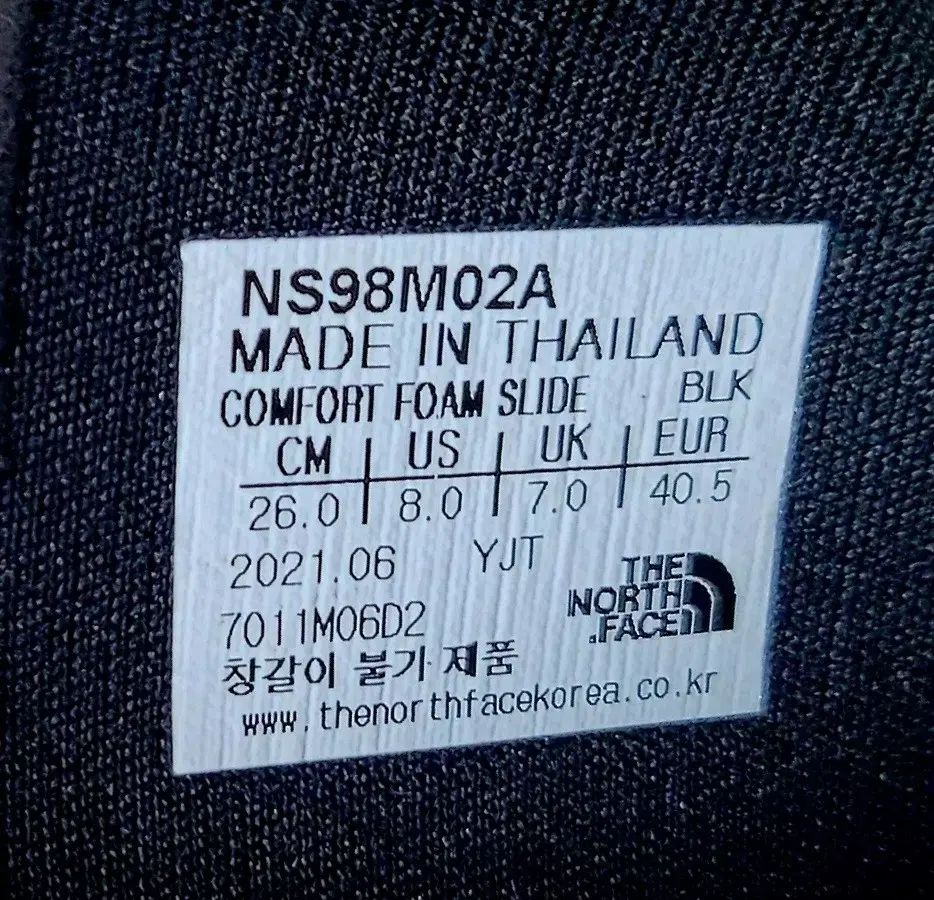 NS98M02A
MADE IN THAILAND
COMFORT FOAM SLIDE BLK
CM | US | UK | EUR
26.0 | 8.0 | 7.0 | 40.5
2021.06 YJT
7011M06D2
창갈이 불가 제품
THE
NORTH
FACE
www.thenorthfacekorea.co.kr